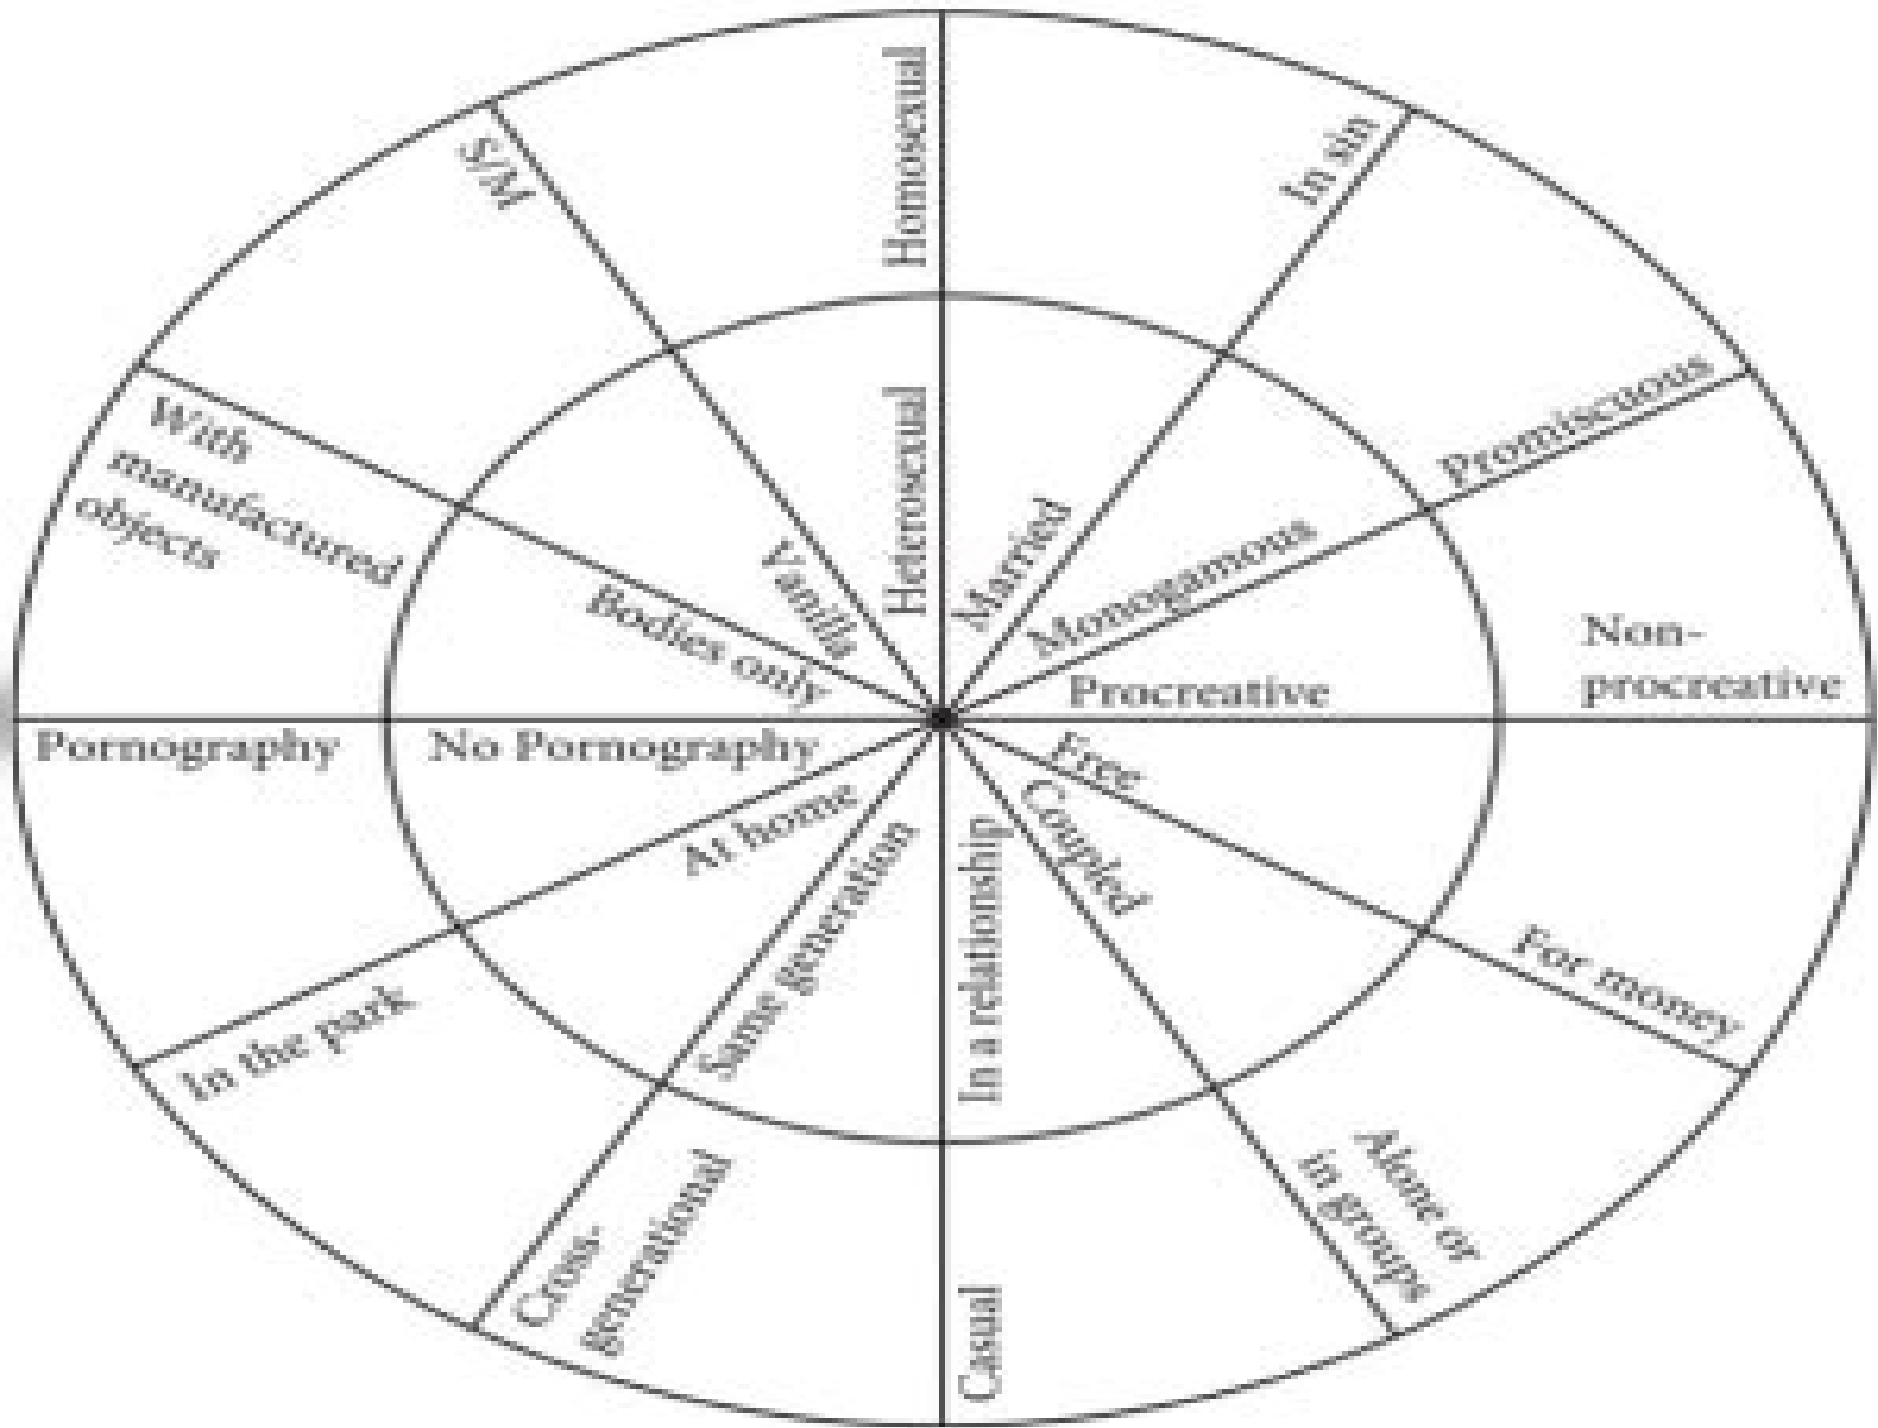 Homosexual
In sin
S/M
Promiscuous
With
manufactured
objects
Heterosexual
Married
Monogamous
Vanilla
Bodies only
Non-
procreative
Procreative
Pornography
No Pornography
Free
Coupled
At home
Same generation
In a relationship
For money
In the park
Alone or
in groups
Cross-
generational
Casual